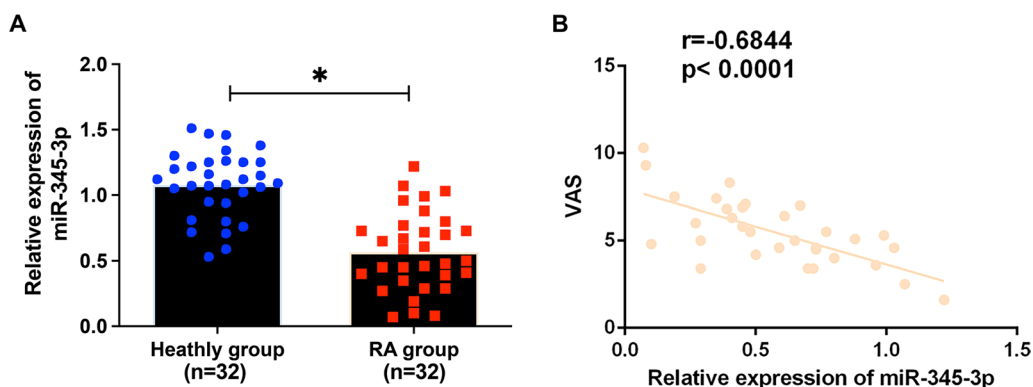 A
Relative expression of
miR-345-3p
2.0
1.5
1.0
0.5
0.0
*
Heathly group
(n=32)
RA group
(n=32)
B
r=-0.6844
p< 0.0001
VAS
15
10
5
0
0.0
0.5
1.0
1.5
Relative expression of miR-345-3p